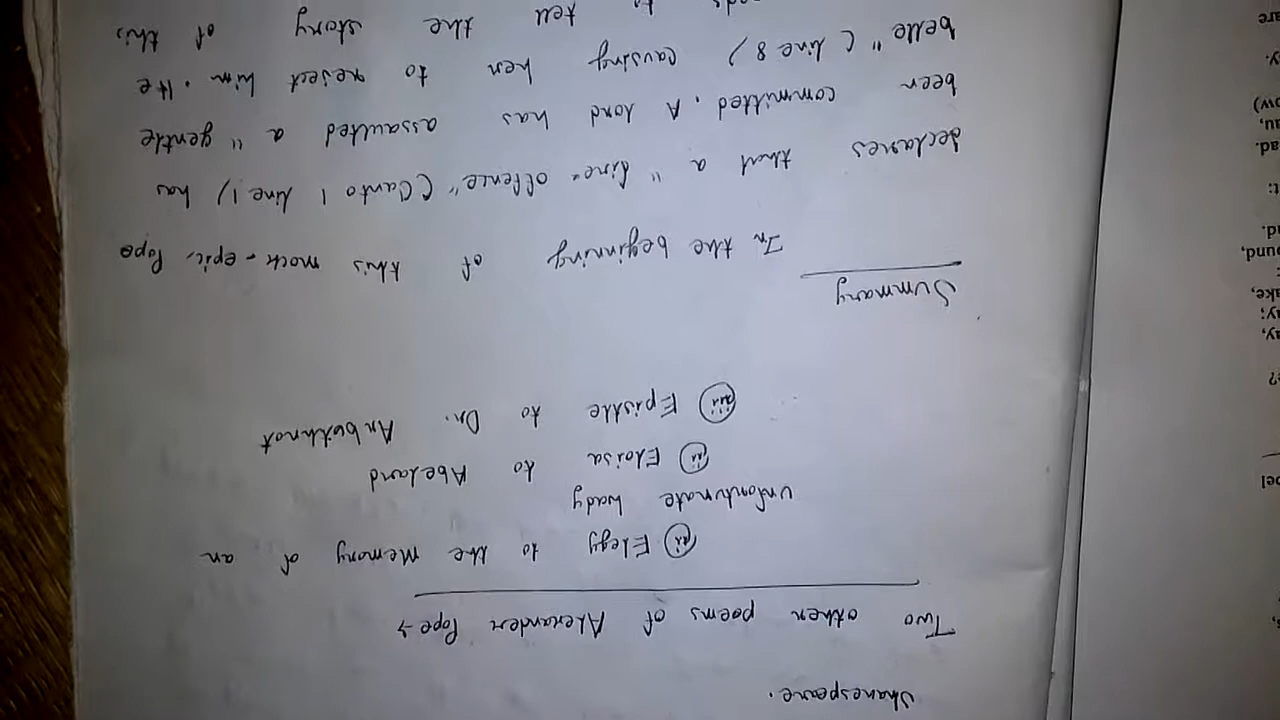 Shakespeare.
Two other poems of Alexander Pope →
(i) Elegy to the Memory of an
Unfortunate Lady
(ii) Eloisa to Abelard
(iii) Epistle to Dr. Arbuthnot
Summary
In the beginning of this mock-epic, Pope
declares that a "dire offence" (Canto 1 line 1) has
been committed. A lord has assaulted a "gentle
belle" (line 8) causing her to reject him. He
to tell the story of this